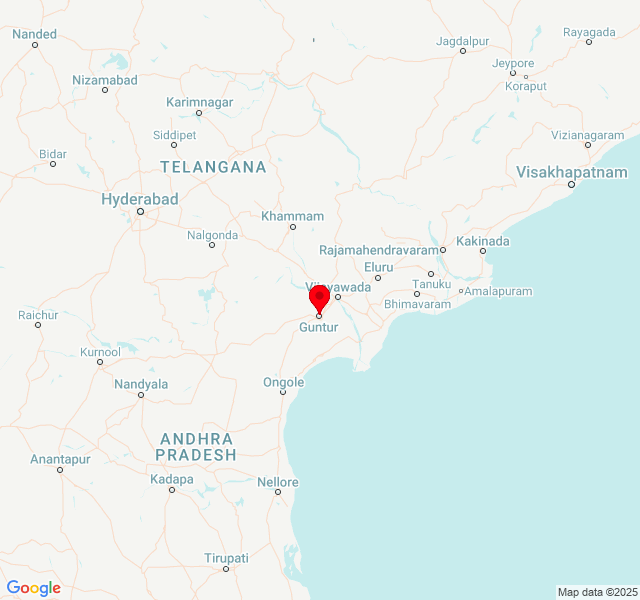 Nanded
Jagdalpur
Rayagada
Jeypore
Koraput
Nizamabad
Karimnagar
Siddipet
Vizianagaram
Bidar
TELANGANA
Visakhapatnam
Hyderabad
Khammam
Nalgonda
Rajamahendravaram
Kakinada
Eluru
Tanuku
Vijayawada
Amalapuram
Bhimavaram
Raichur
Guntur
Kurnool
Nandyala
Ongole
ANDHRA
PRADESH
Anantapur
Kadapa
Nellore
Tirupati
Google
Map data ©2025